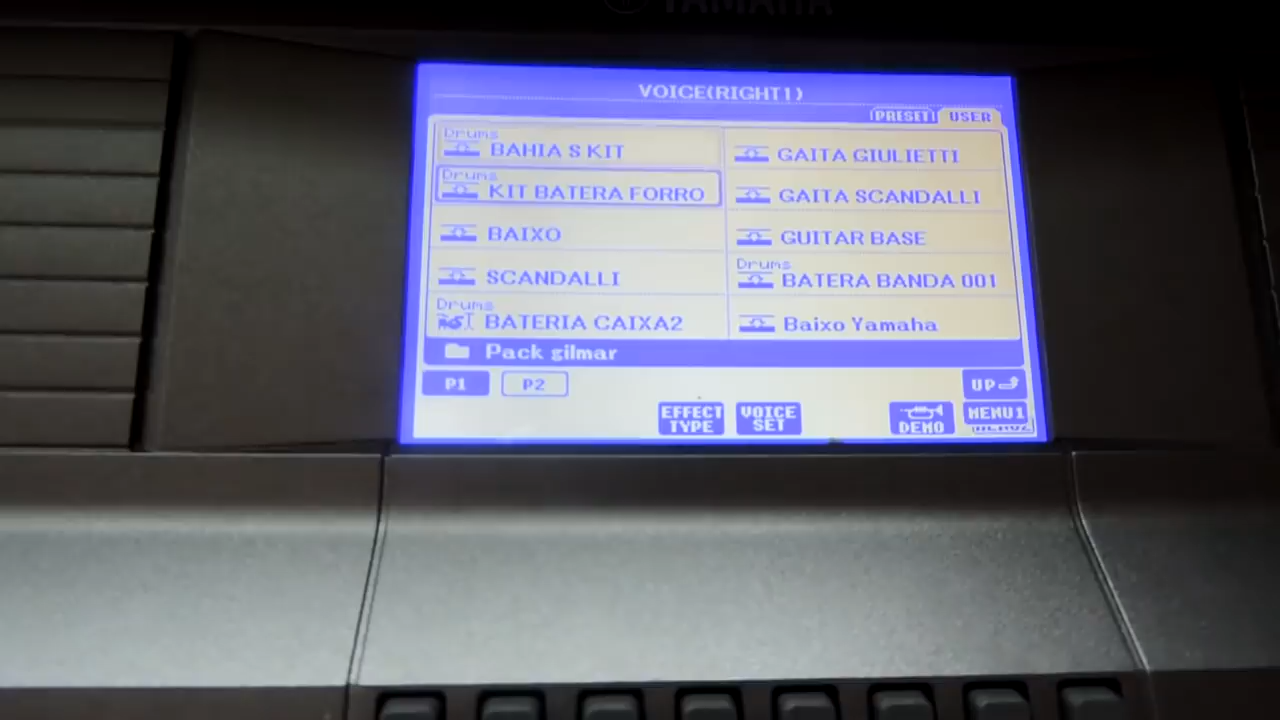 YAMAHA
VOICE(RIGHT1)
PRESET USER
Drums
BAHIA S KIT
Drums
KIT BATERA FORRO
BAIXO
SCANDALLI
Drums
BATERIA CAIXA2
GAITA GIULIETTI
GAITA SCANDALLI
GUITAR BASE
Drums
BATERA BANDA 001
Baixo Yamaha
Pack gilmar
P1 P2 UP
EFFECT TYPE
VOICE SET
DEMO
MENU1
MENU2